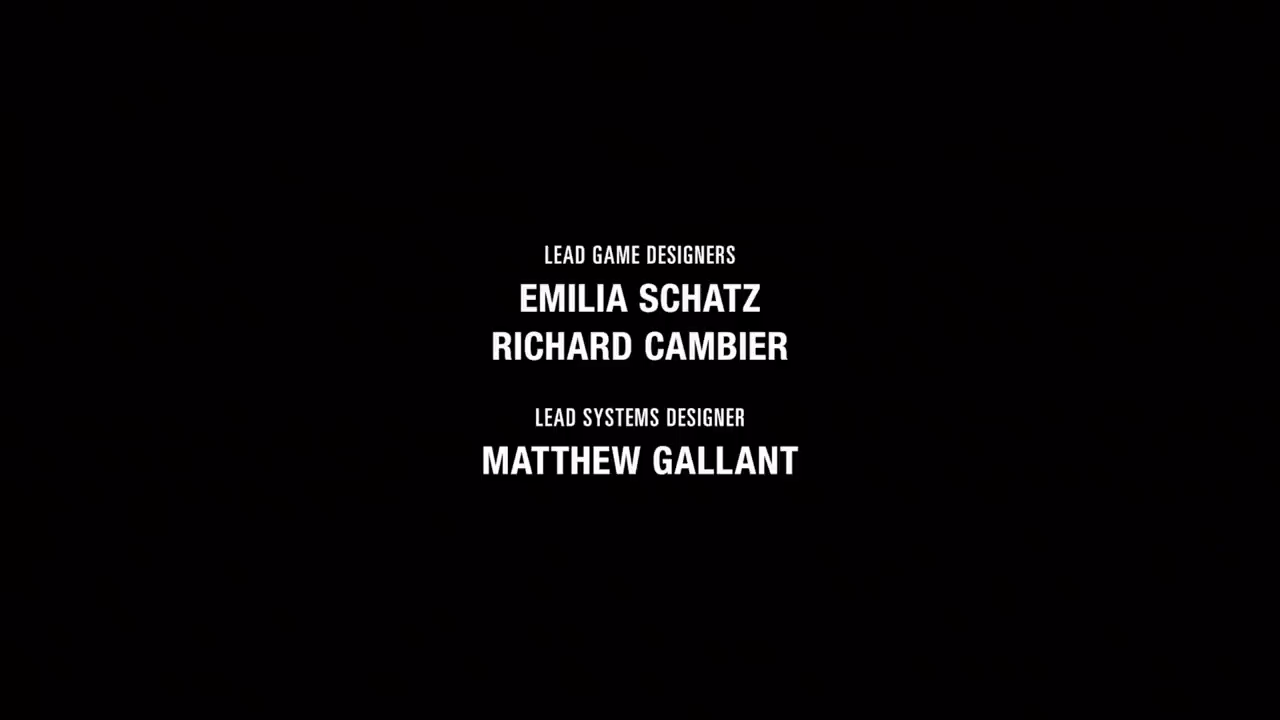 LEAD GAME DESIGNERS
EMILIA SCHATZ
RICHARD CAMBIER
LEAD SYSTEMS DESIGNER
MATTHEW GALLANT